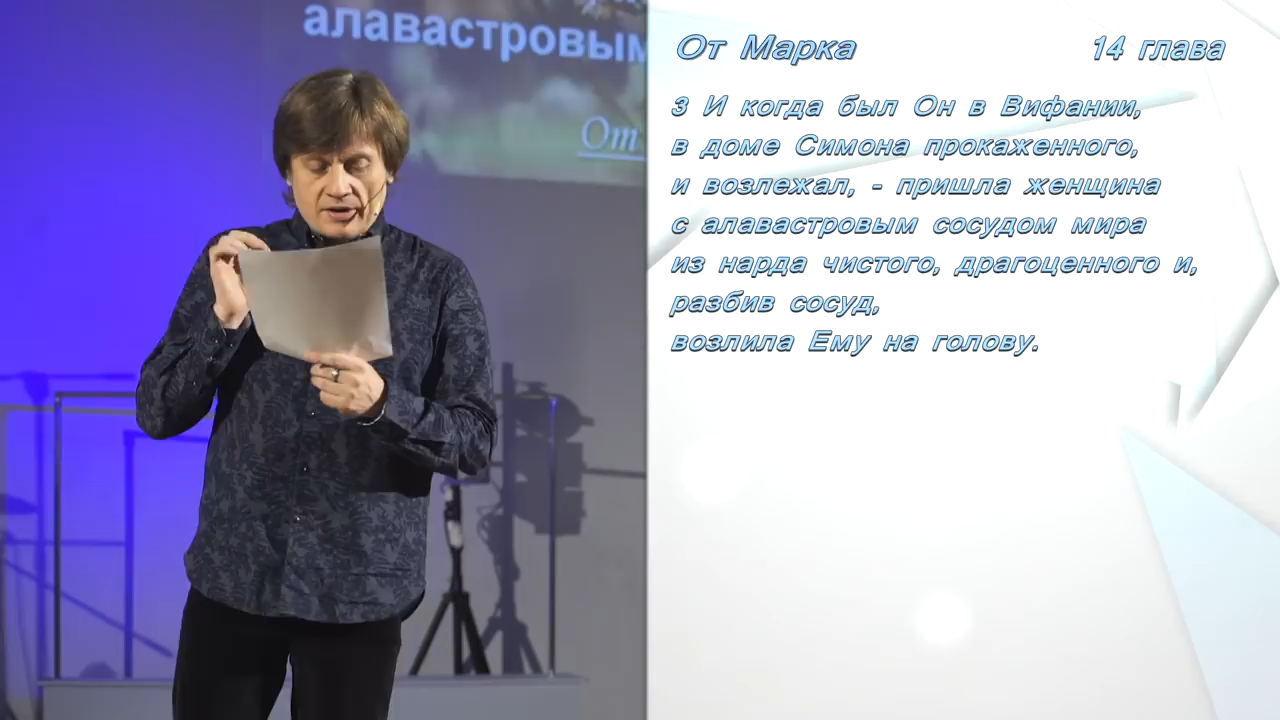 алавастровым
От
От Марка 14 глава
3 И когда был Он в Вифании,
в доме Симона прокаженного,
и возлежал, - пришла женщина
с алавастровым сосудом мира
из нарда чистого, драгоценного и,
разбив сосуд,
возлила Ему на голову.